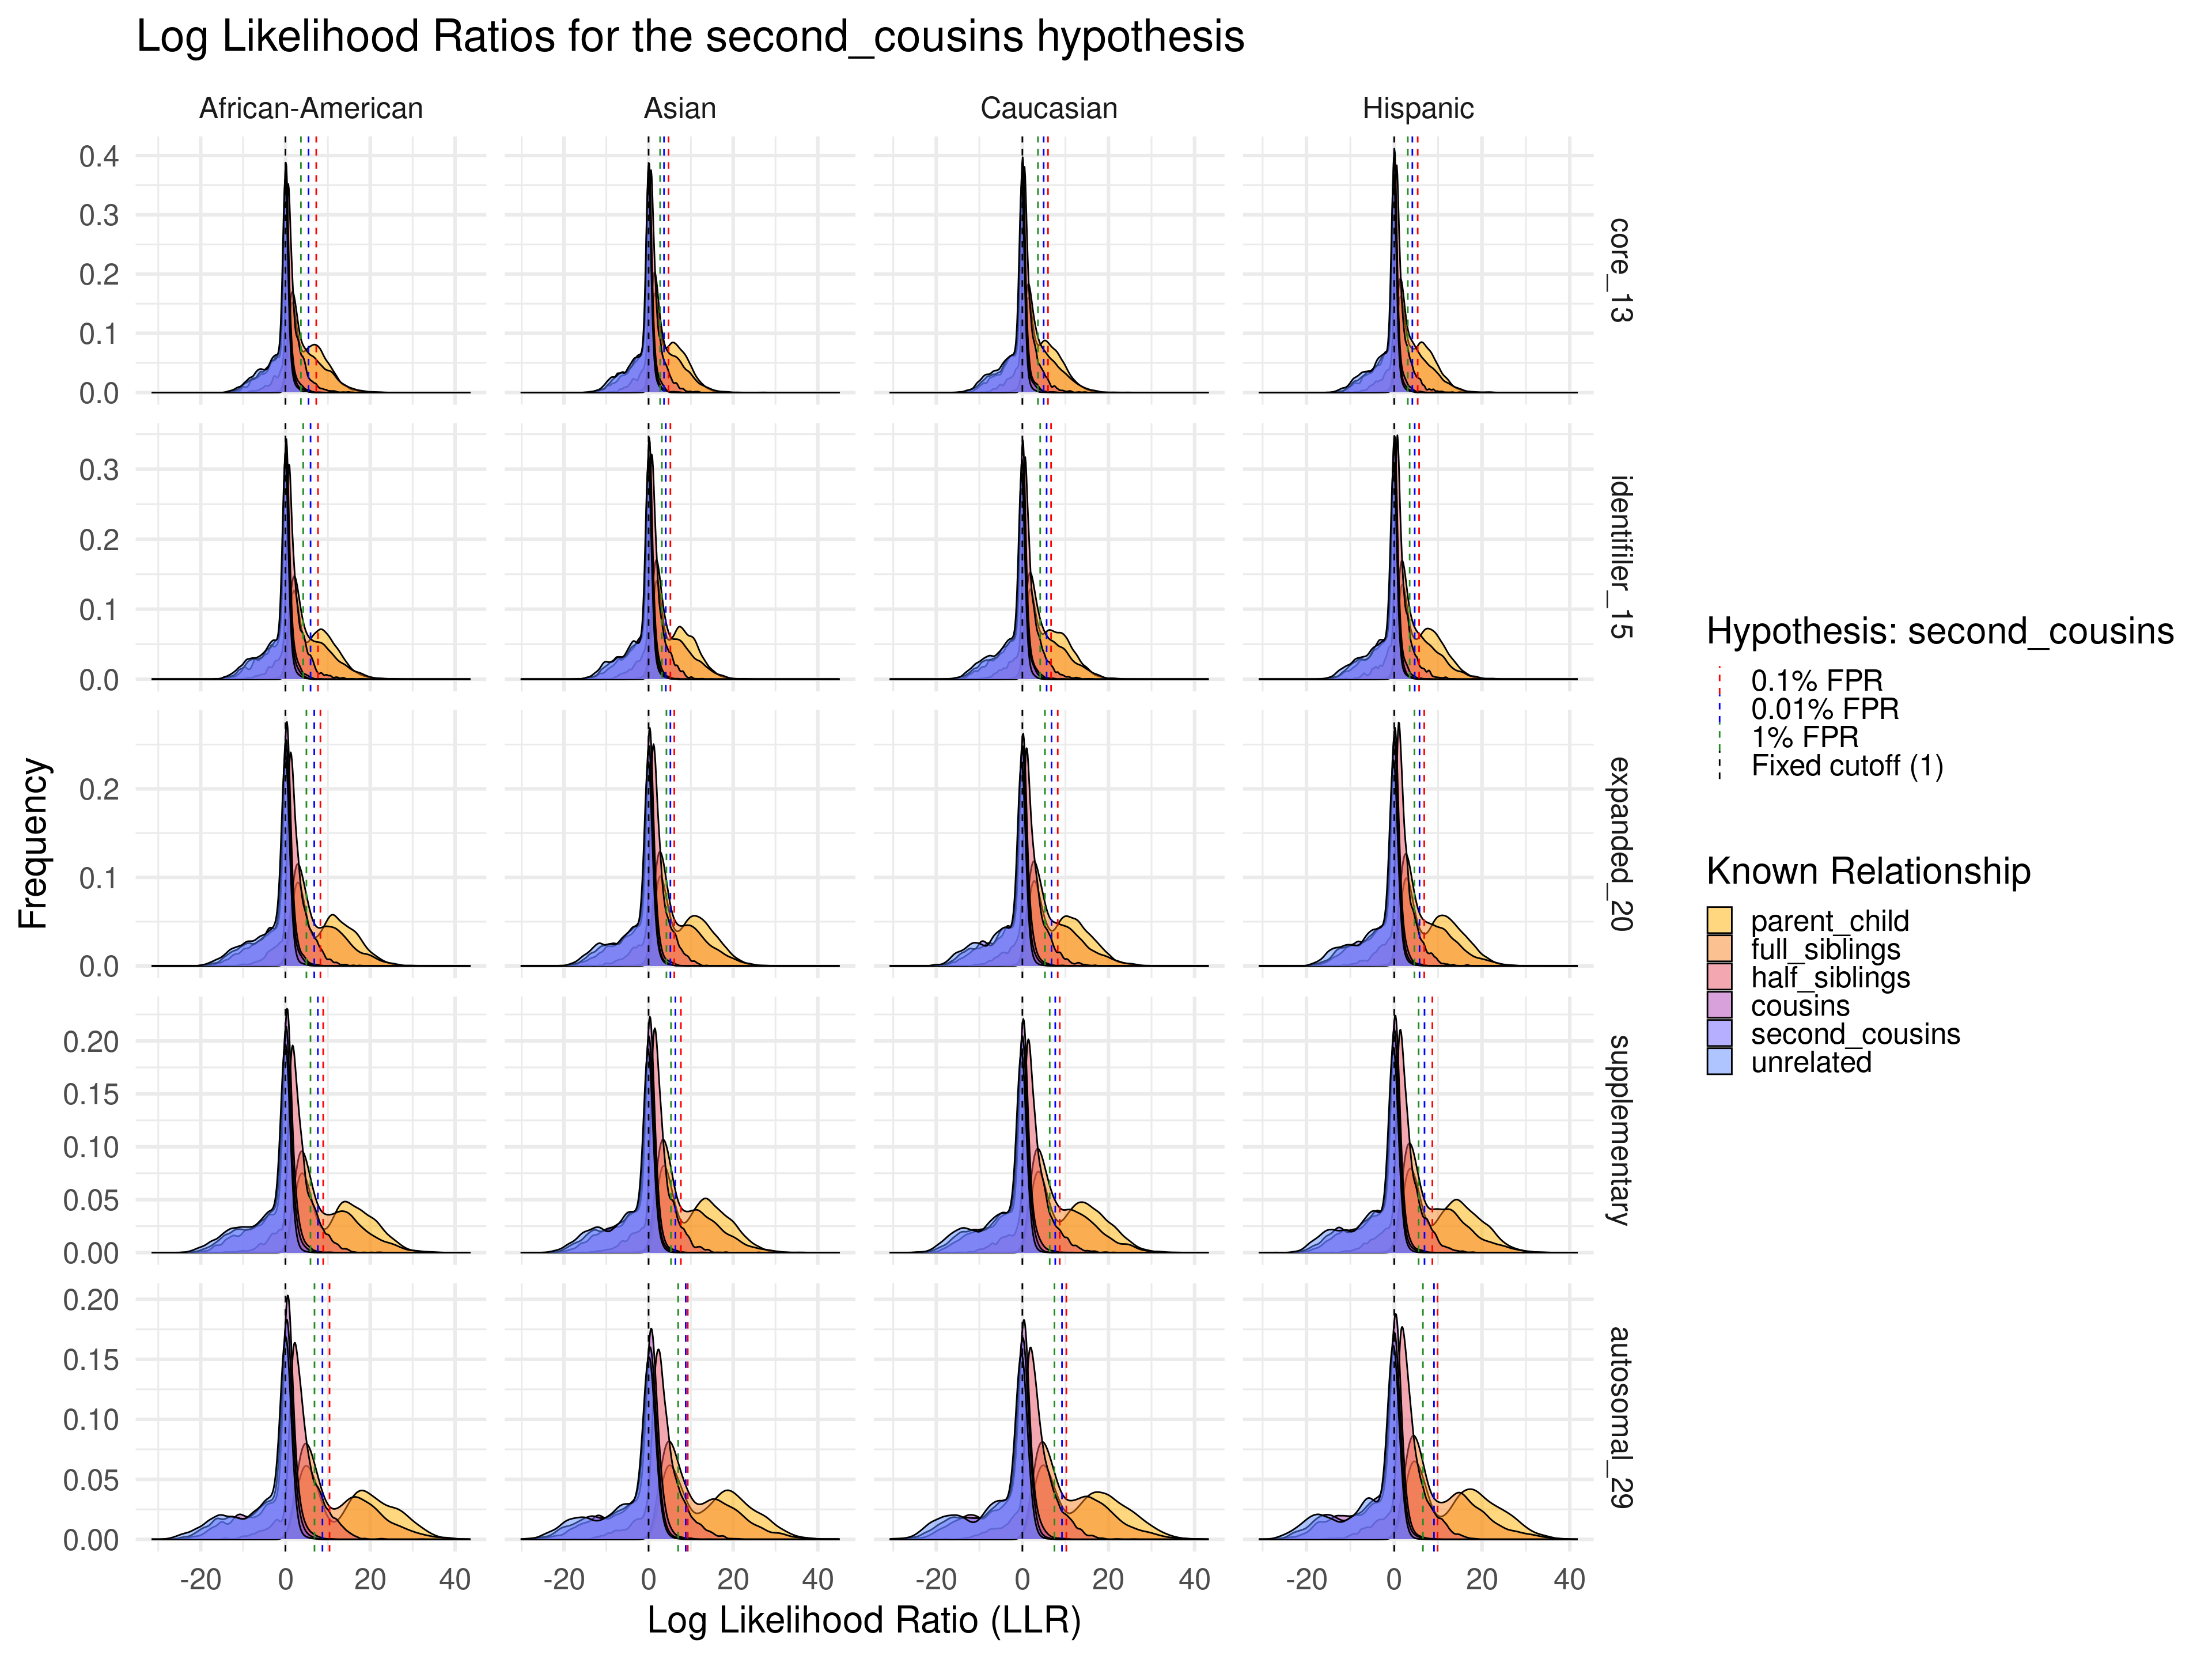 Log Likelihood Ratios for the second_cousins hypothesis
African-American Asian Caucasian Hispanic
0.4
0.3
0.2
0.1
0.0
core_13
0.3
0.2
0.1
0.0
identifiler_15
0.2
0.1
0.0
expanded_20
0.20
0.15
0.10
0.05
0.00
supplementary
0.20
0.15
0.10
0.05
0.00
autosomal_29
-20 0 20 40 -20 0 20 40 -20 0 20 40 -20 0 20 40
Log Likelihood Ratio (LLR)
Frequency
Hypothesis: second_cousins
0.1% FPR
0.01% FPR
1% FPR
Fixed cutoff (1)
Known Relationship
parent_child
full_siblings
half_siblings
cousins
second_cousins
unrelated